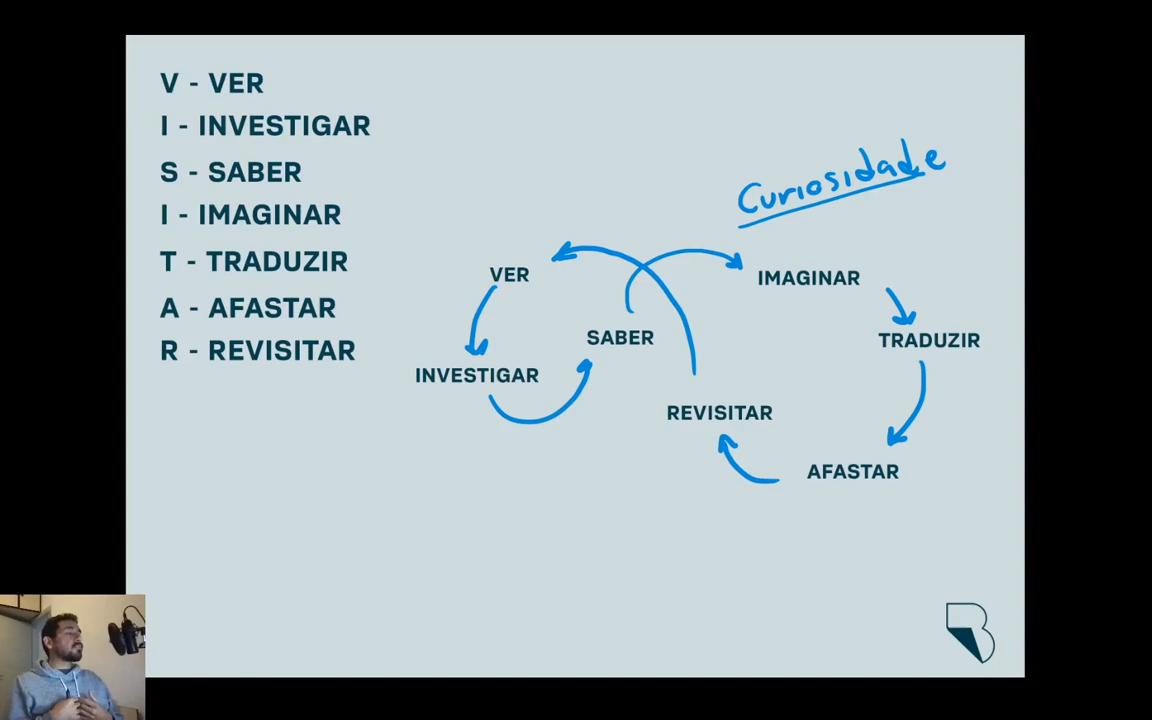 V - VER
I - INVESTIGAR
S - SABER
I - IMAGINAR
T - TRADUZIR
A - AFASTAR
R - REVISITAR
Curiosidade
VER
IMAGINAR
SABER
TRADUZIR
INVESTIGAR
REVISITAR
AFASTAR
B